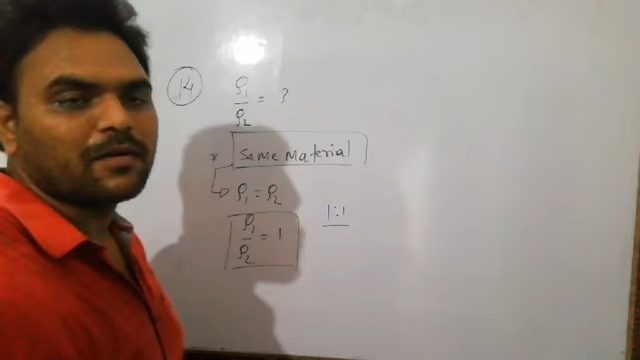 14
ρ1/ρ2 = ?
* Same Material
ρ1 = ρ2
ρ1/ρ2 = 1
1:1